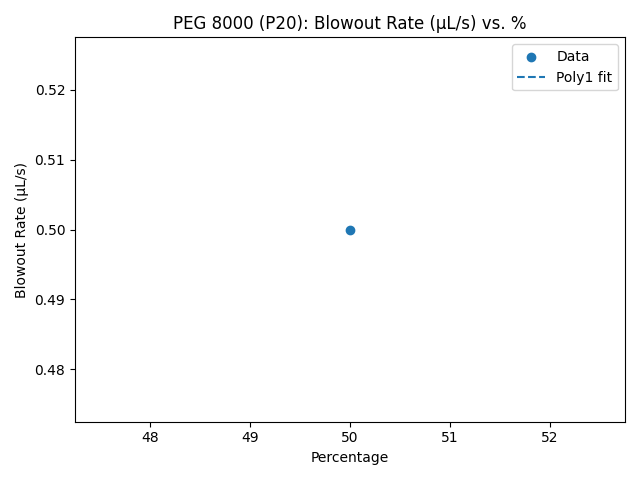 PEG 8000 (P20): Blowout Rate (µL/s) vs. %
Data
Poly1 fit
Blowout Rate (µL/s)
0.52
0.51
0.50
0.49
0.48
48 49 50 51 52
Percentage